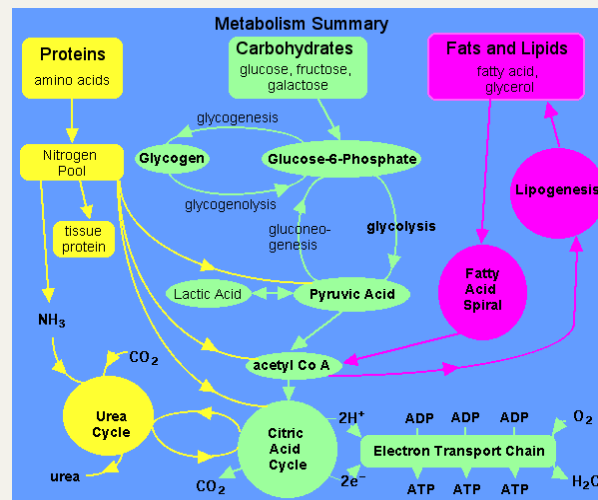 Metabolism Summary
Proteins
amino acids
Carbohydrates
glucose, fructose,
galactose
Fats and Lipids
fatty acid,
glycerol
glycogenesis
Nitrogen
Pool
Glycogen
Glucose-6-Phosphate
Lipogenesis
glycogenolysis
gluconeo-
genesis
glycolysis
tissue
protein
Fatty
Acid
Spiral
Lactic Acid
Pyruvic Acid
NH₃
CO₂
acetyl Co A
Urea
Cycle
Citric
Acid
Cycle
2H⁺
2e⁻
ADP ADP ADP
O₂
Electron Transport Chain
ATP ATP ATP
H₂O
urea
CO₂